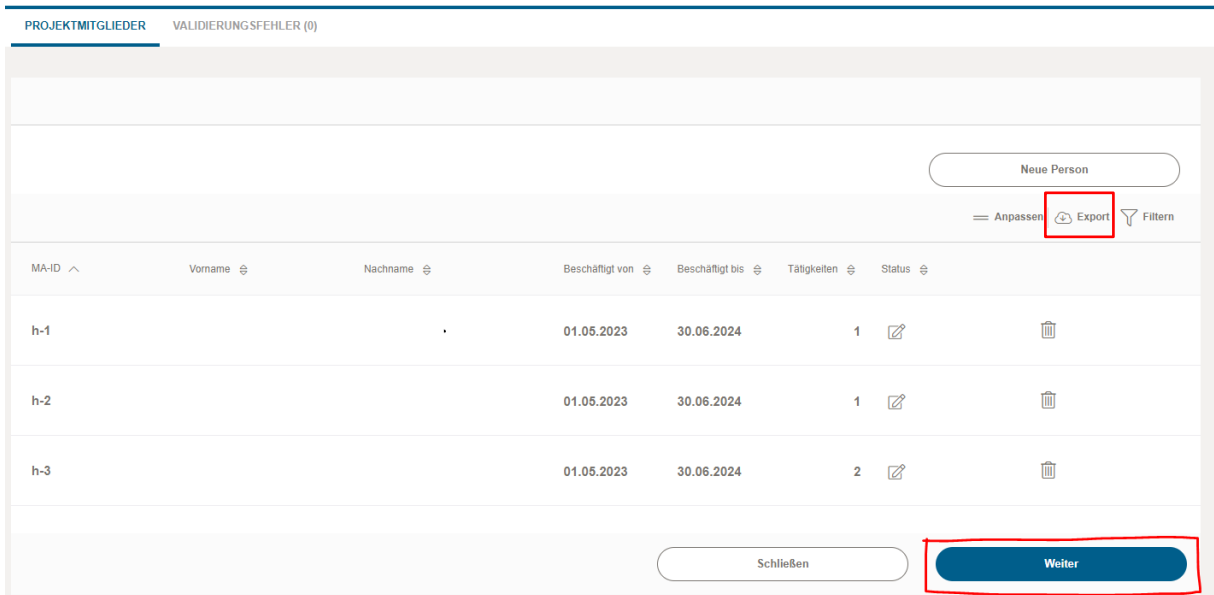 PROJEKTMITGLIEDER VALIDIERUNGSFEHLER (0)
Neue Person
Anpassen Export Filtern
MA-ID Vorname Nachname Beschäftigt von Beschäftigt bis Tätigkeiten Status
h-1 01.05.2023 30.06.2024 1
h-2 01.05.2023 30.06.2024 1
h-3 01.05.2023 30.06.2024 2
Schließen Weiter